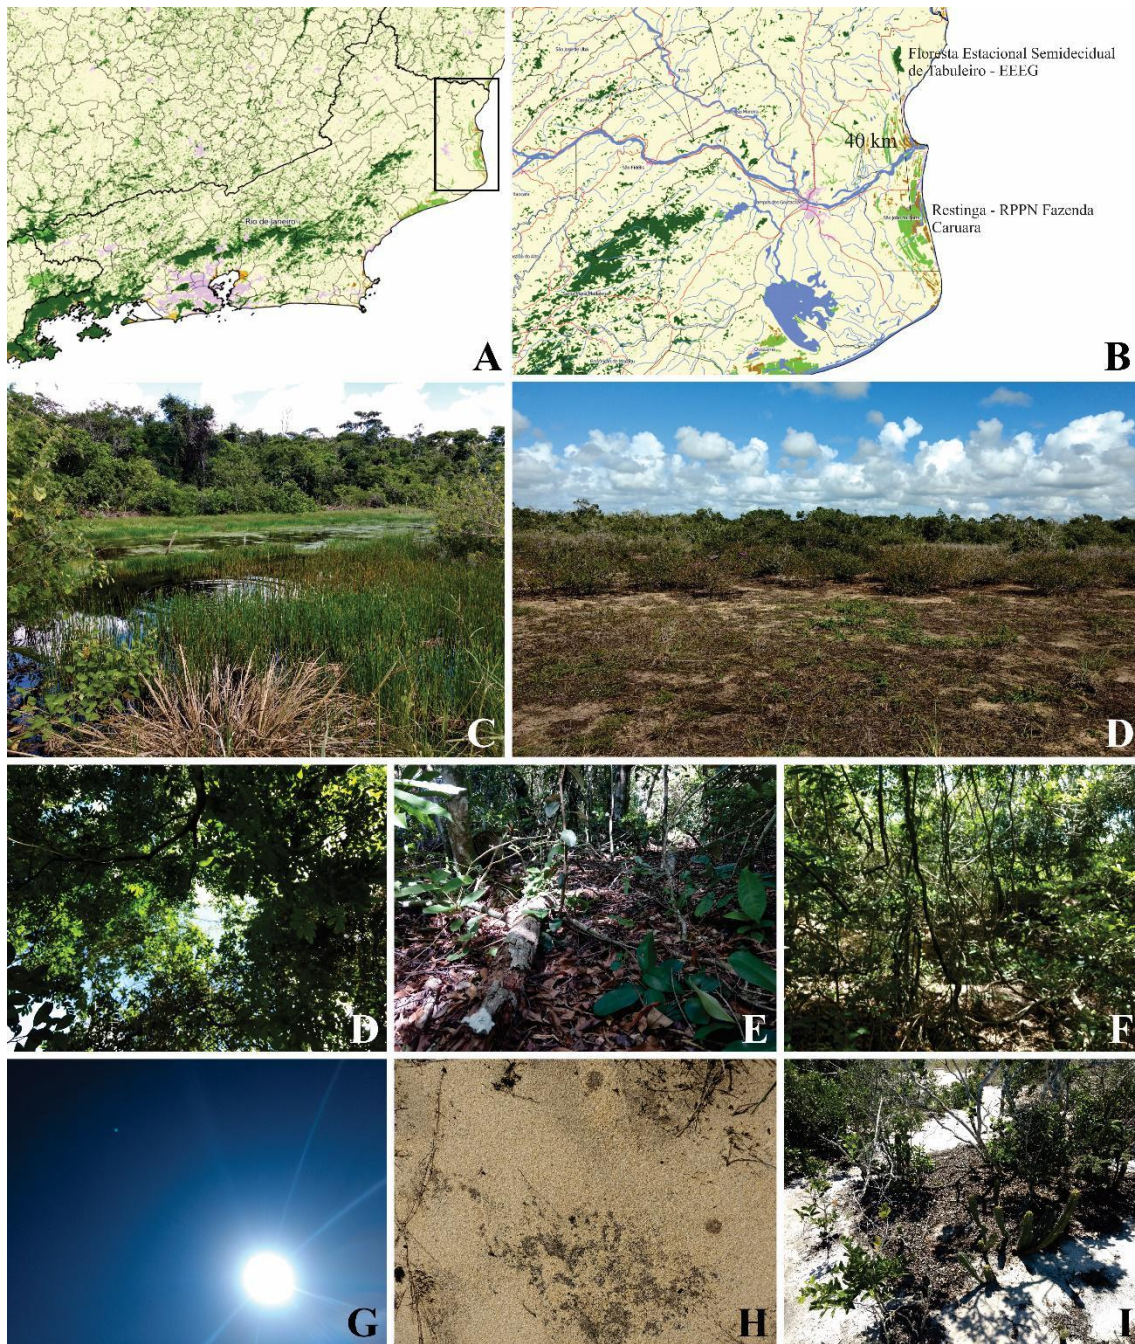 Rio de Janeiro
A
Floresta Estacional Semidecidual
de Tabuleiro - EEEG
40 km
Restinga - RPPN Fazenda
Caruara
B
C
D
D
E
F
G
H
I